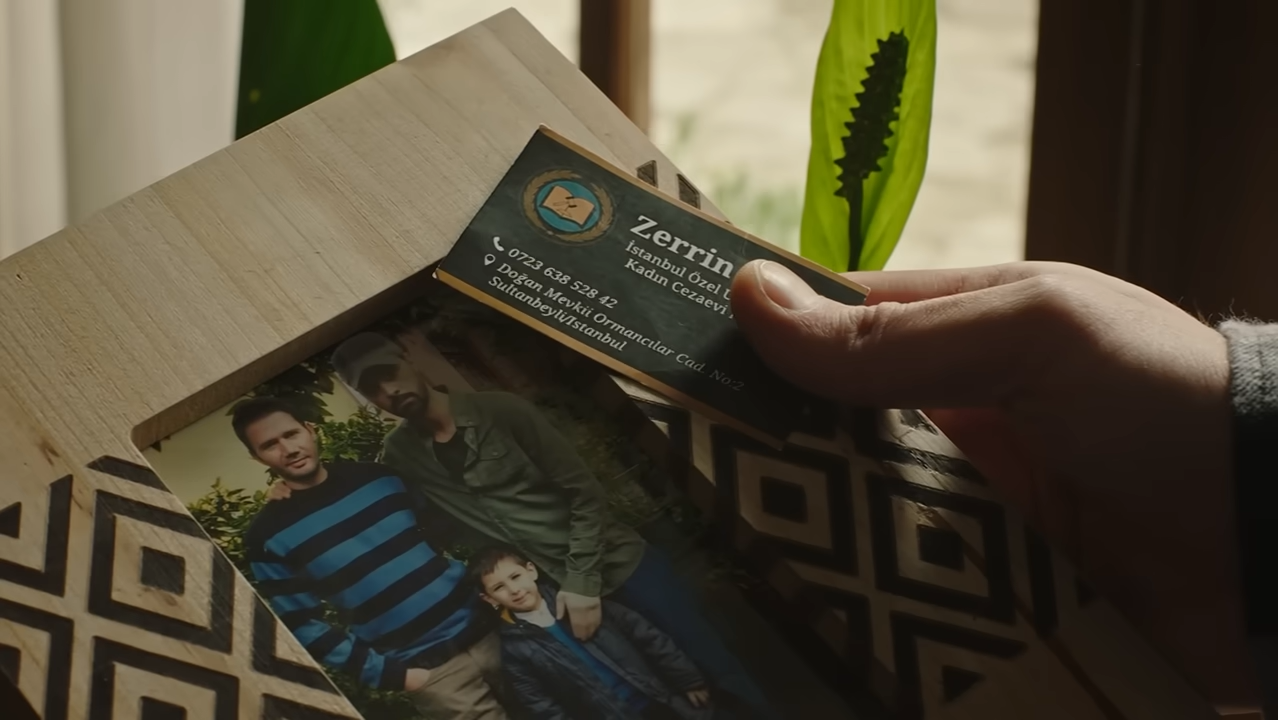 Zerrin
İstanbul Özel
Kadın Cezaevi
0723 638 528 42
Doğan Mevkii Ormancılar Cad. No:2
Sultanbeyli/İstanbul